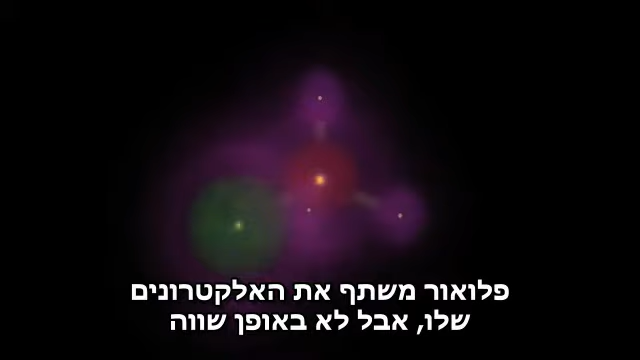 פלואור משתף את האלקטרונים
שלו, אבל לא באופן שווה